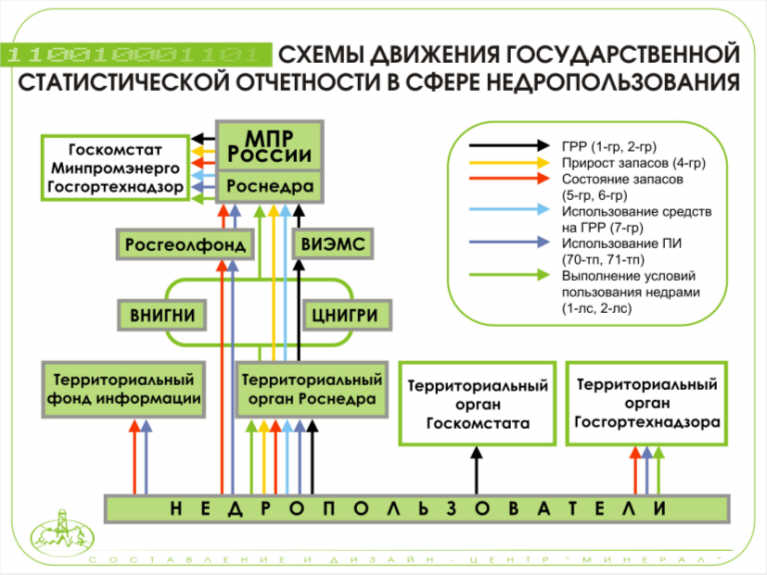 110010001101
СХЕМЫ ДВИЖЕНИЯ ГОСУДАРСТВЕННОЙ
СТАТИСТИЧЕСКОЙ ОТЧЕТНОСТИ В СФЕРЕ НЕДРОПОЛЬЗОВАНИЯ
Госкомстат
Минпромэнерго
Госгортехнадзор
МПР
России
Роснедра
ГРР (1-гр, 2-гр)
Прирост запасов (4-гр)
Состояние запасов
(5-гр, 6-гр)
Использование средств
на ГРР (7-гр)
Использование ПИ
(70-тп, 71-тп)
Выполнение условий
пользования недрами
(1-лс, 2-лс)
Росгеолфонд
ВИЭМС
ВНИГНИ
ЦНИГРИ
Территориальный
фонд информации
Территориальный
орган Роснедра
Территориальный
орган
Госкомстата
Территориальный
орган
Госгортехнадзора
НЕДРОПОЛЬЗОВАТЕЛИ
СОСТАВЛЕНИЕ И ДИЗАЙН - ЦЕНТР "МИНЕРАЛ"